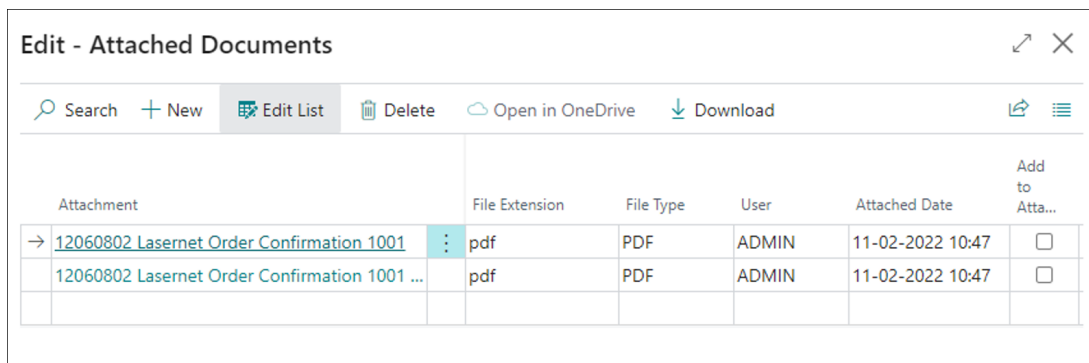 Edit - Attached Documents
Search New Edit List Delete Open in OneDrive Download
Add
to
Attachment File Extension File Type User Attached Date Atta...
12060802 Lasernet Order Confirmation 1001 pdf PDF ADMIN 11-02-2022 10:47
12060802 Lasernet Order Confirmation 1001 ... pdf PDF ADMIN 11-02-2022 10:47